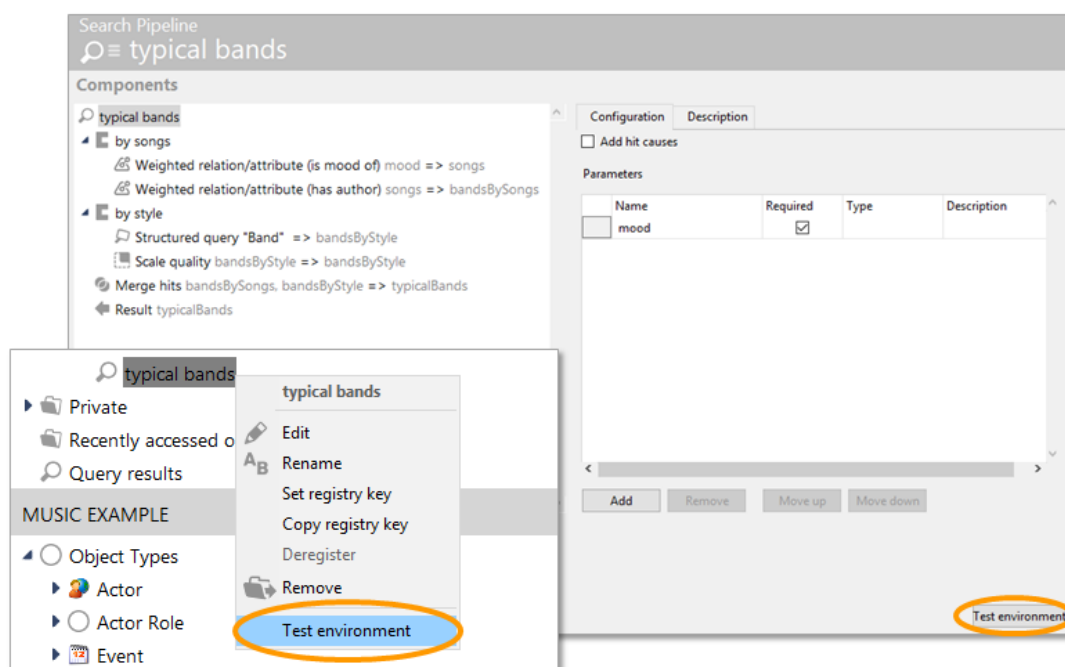 Search Pipeline
typical bands
Components
typical bands
by songs
Weighted relation/attribute (is mood of) mood => songs
Weighted relation/attribute (has author) songs => bandsBySongs
by style
Structured query "Band" => bandsByStyle
Scale quality bandsByStyle => bandsByStyle
Merge hits bandsBySongs, bandsByStyle => typicalBands
Result typicalBands
Configuration Description
Add hit causes
Parameters
Name Required Type Description
mood
Add Remove Move up Move down
Test environment
typical bands
Private
Recently accessed o
Query results
MUSIC EXAMPLE
Object Types
Actor
Actor Role
Event
typical bands
Edit
Rename
Set registry key
Copy registry key
Deregister
Remove
Test environment